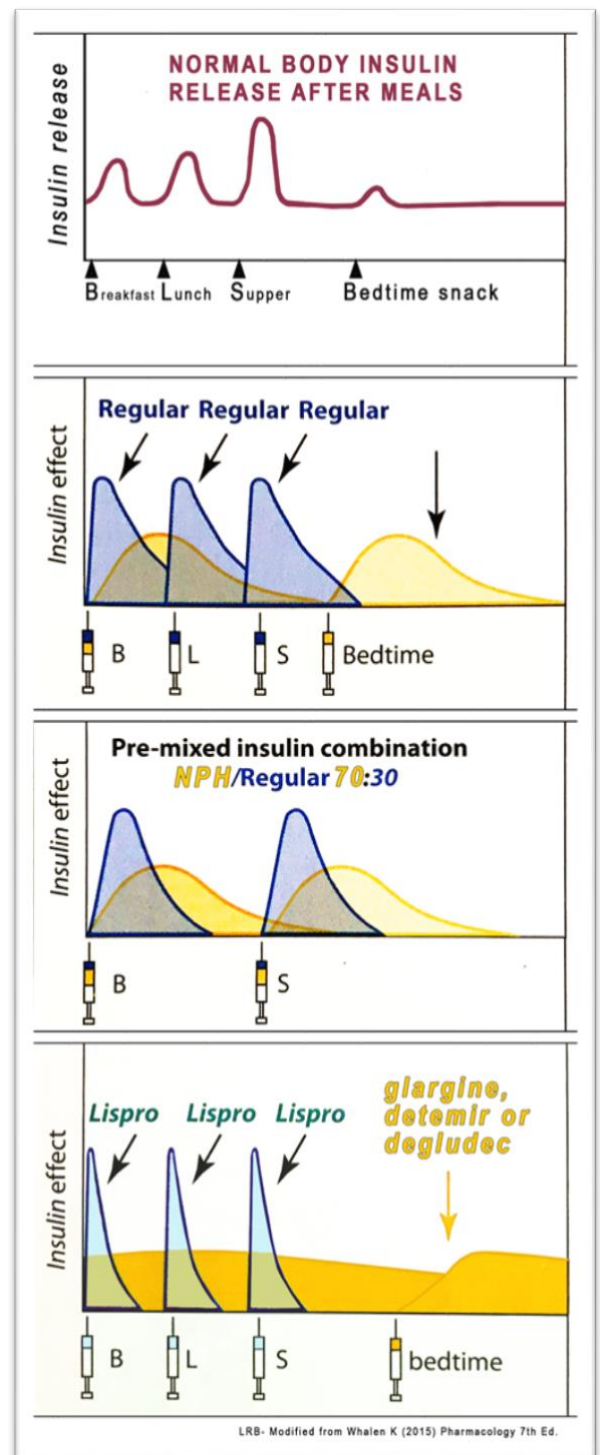 NORMAL BODY INSULIN
RELEASE AFTER MEALS
Insulin release
Breakfast Lunch Supper Bedtime snack
Regular Regular Regular
Insulin effect
B L S Bedtime
Pre-mixed insulin combination
NPH/Regular 70:30
Insulin effect
B S
glargine,
detemir or
degludec
Lispro Lispro Lispro
Insulin effect
B L S bedtime
LRB- Modified from Whalen K (2015) Pharmacology 7th Ed.